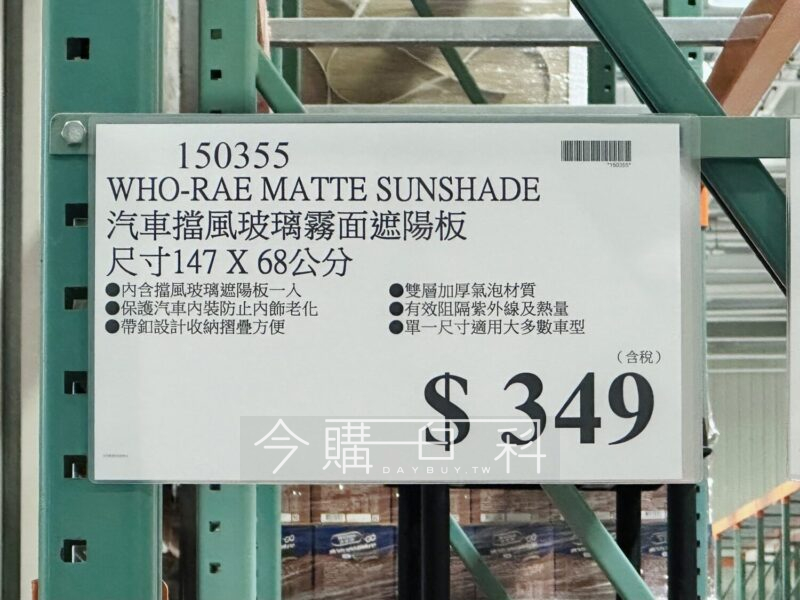 150355
*150355*
WHO-RAE MATTE SUNSHADE
汽車擋風玻璃霧面遮陽板
尺寸147 X 68公分
●內含擋風玻璃遮陽板一入
●保護汽車內裝防止內飾老化
●帶釦設計收納摺疊方便
●雙層加厚氣泡材質
●有效阻隔紫外線及熱量
●單一尺寸適用大多數車型
(含稅)
$ 349
今購百科
DAYBUY.TW